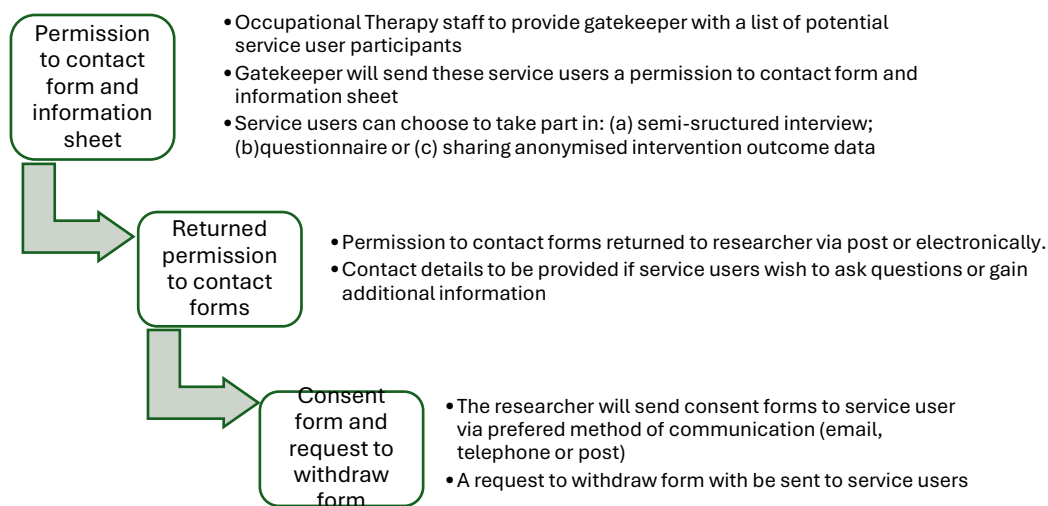 Permission
to contact
form and
information
sheet
•Occupational Therapy staff to provide gatekeeper with a list of potential
service user participants
•Gatekeeper will send these service users a permission to contact form and
information sheet
•Service users can choose to take part in: (a) semi-sructured interview;
(b)questionnaire or (c) sharing anonymised intervention outcome data
Returned
permission
to contact
forms
•Permission to contact forms returned to researcher via post or electronically.
•Contact details to be provided if service users wish to ask questions or gain
additional information
Consent
form and
request to
withdraw
form
•The researcher will send consent forms to service user
via prefered method of communication (email,
telephone or post)
•A request to withdraw form with be sent to service users